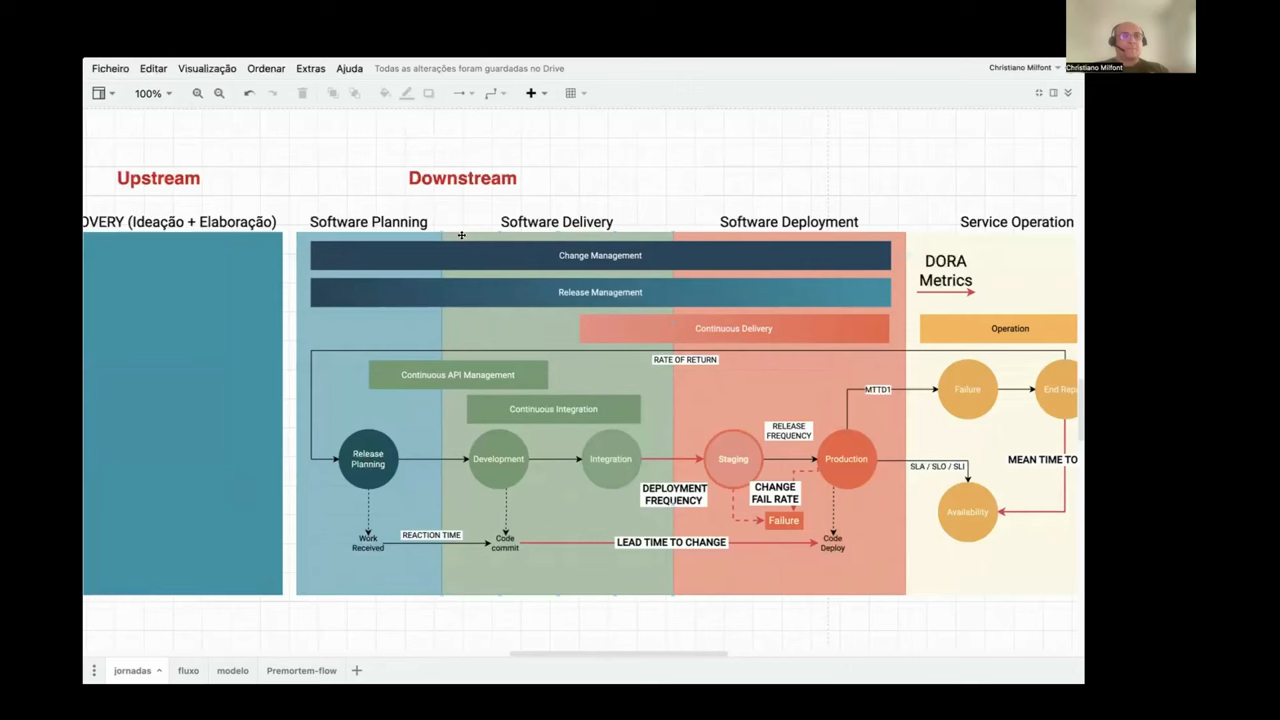 Christiano Milfont
Ficheiro Editar Visualização Ordenar Extras Ajuda Todas as alterações foram guardadas no Drive
Christiano Milfont
100%
Upstream
Downstream
OVERY (Ideação + Elaboração)
Software Planning
Software Delivery
Software Deployment
Service Operation
Change Management
DORA
Metrics
Release Management
Continuous Delivery
Operation
RATE OF RETURN
Continuous API Management
MTTD1
Failure
End Rep
Continuous Integration
RELEASE
FREQUENCY
Release
Planning
Development
Integration
Staging
Production
SLA / SLO / SLI
MEAN TIME TO
DEPLOYMENT
FREQUENCY
CHANGE
FAIL RATE
Failure
Availability
Work
Received
REACTION TIME
Code
commit
LEAD TIME TO CHANGE
Code
Deploy
jornadas
fluxo
modelo
Premortem-flow